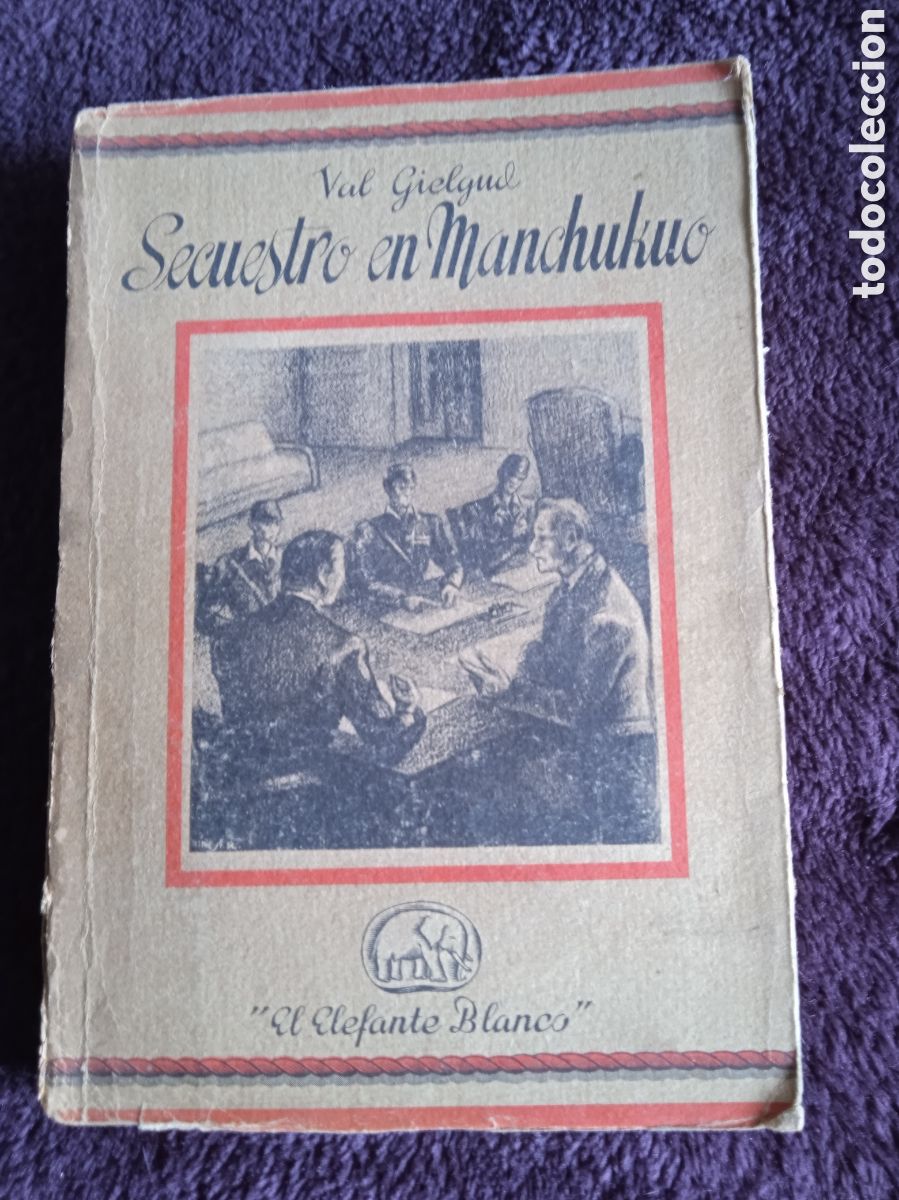 Val Gielgud
Secuestro en Manchukuo
"El Elefante Blanco"
todocoleccion